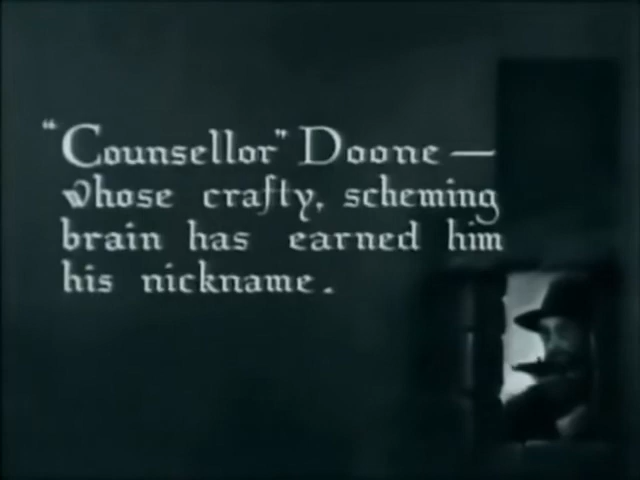 “Counsellor” Doone —
whose crafty, scheming
brain has earned him
his nickname.